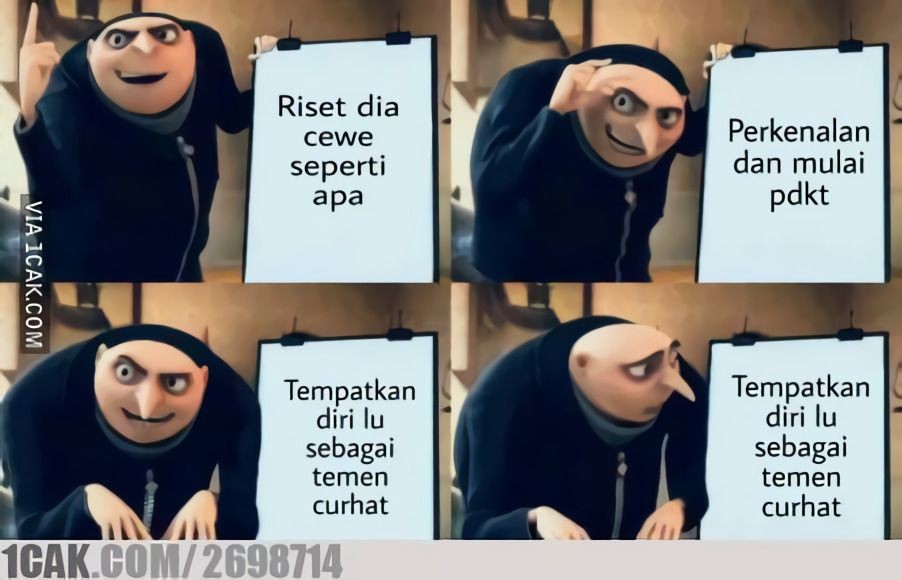 Riset dia
cewe
seperti
apa
Perkenalan
dan mulai
pdkt
VIA 1CAK.COM
Tempatkan
diri lu
sebagai
temen
curhat
Tempatkan
diri lu
sebagai
temen
curhat
1CAK.COM/2698714